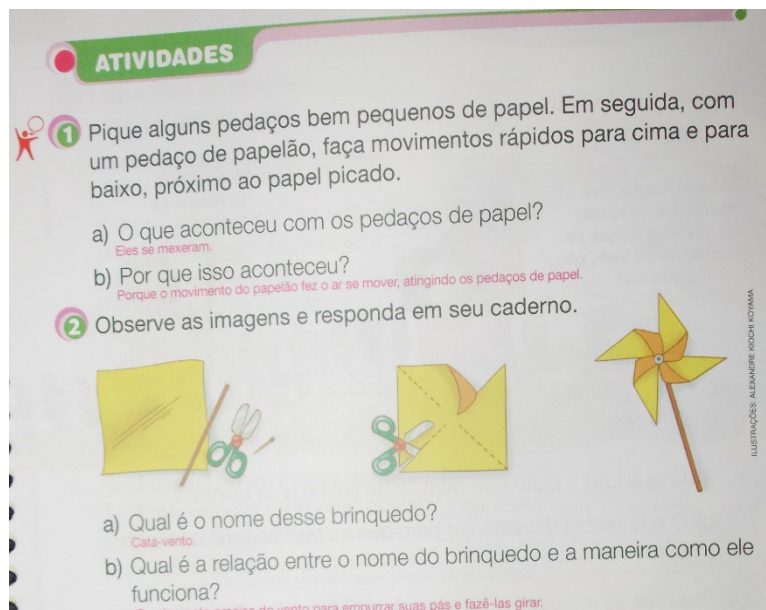 ATIVIDADES
1 Pique alguns pedaços bem pequenos de papel. Em seguida, com
um pedaço de papelão, faça movimentos rápidos para cima e para
baixo, próximo ao papel picado.
a) O que aconteceu com os pedaços de papel?
Eles se mexeram.
b) Por que isso aconteceu?
Porque o movimento do papelão fez o ar se mover, atingindo os pedaços de papel.
2 Observe as imagens e responda em seu caderno.
ILUSTRAÇÕES: ALEXANDRE KIOCHI KOYAMA
a) Qual é o nome desse brinquedo?
Cata-vento.
b) Qual é a relação entre o nome do brinquedo e a maneira como ele
funciona?
vento para empurrar suas pás e fazê-las girar.